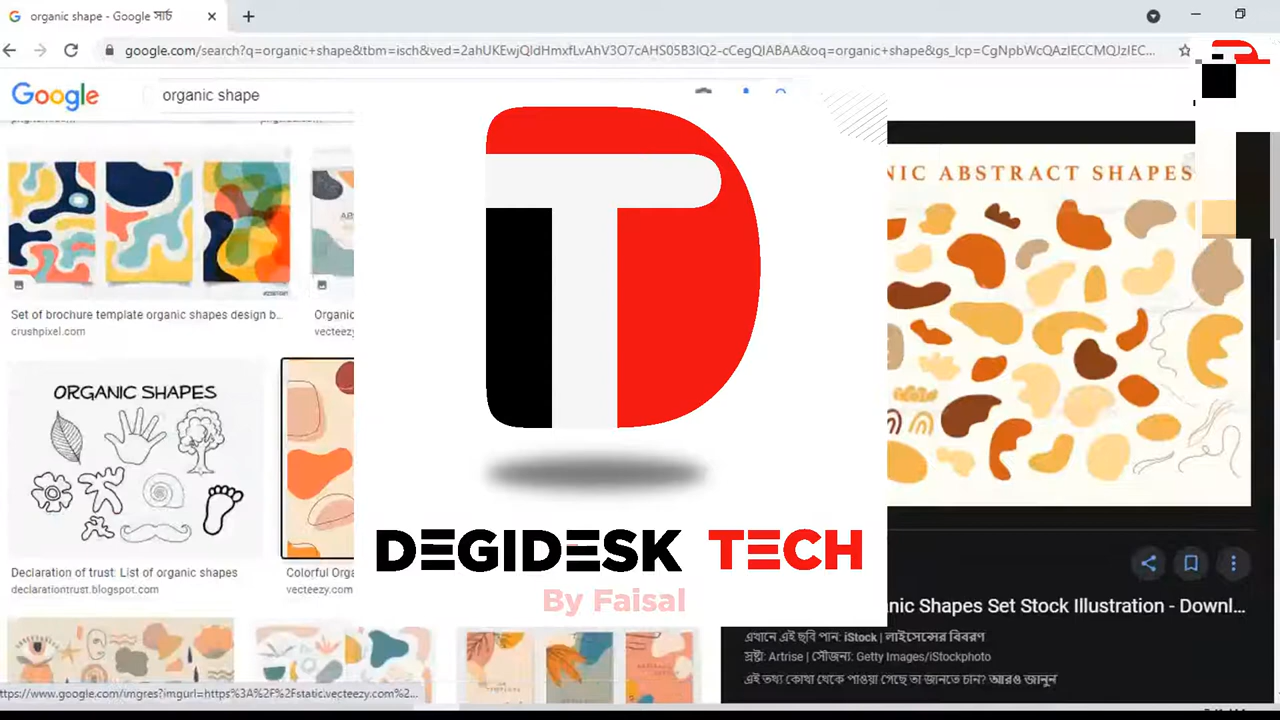 organic shape - Google সার্চ
google.com/search?q=organic+shape&tbm=isch&ved=2ahUKEwjQldHmxfLvAhV3O7cAHS05B3IQ2-cCegQIABAA&oq=organic+shape&gs_lcp=CgNpbWcQAzIECCMQJzIEC...
Google
organic shape
NIC ABSTRACT SHAPES
Set of brochure template organic shapes design b...
crushpixel.com
Organic
vecteezy
ORGANIC SHAPES
DEGIDESK TECH
By Faisal
Declaration of trust: List of organic shapes
declarationtrust.blogspot.com
Colorful Orga
vecteezy.com
nic Shapes Set Stock Illustration - Downl...
এখানে এই ছবি পান: iStock | লাইসেন্সের বিবরণ
স্রষ্টা: Artrise | সৌজন্য: Getty Images/iStockphoto
এই তথ্য কোথা থেকে পাওয়া গেছে তা জানতে চান? আরও জানুন
https://www.google.com/imgres?imgurl=https%3A%2F%2Fstatic.vecteezy.com%2...